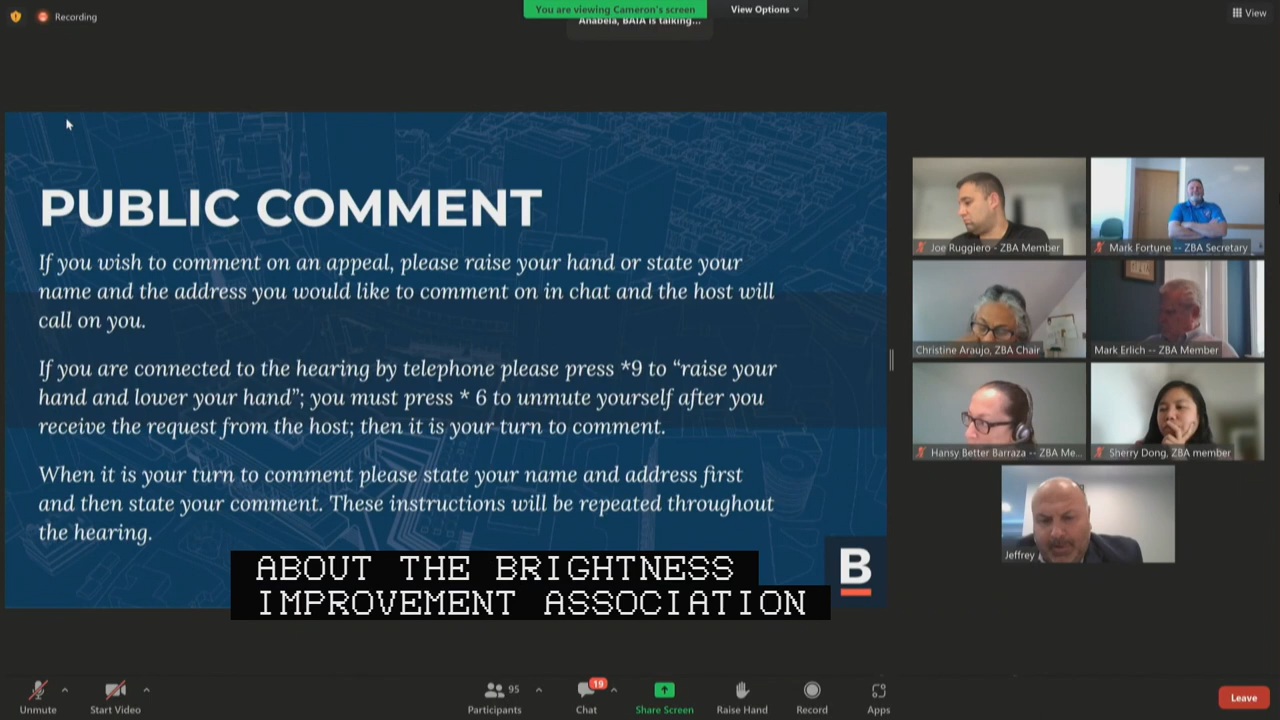 Recording
You are viewing Cameron's screen
View Options
View
Anabela, BAIA is talking...
PUBLIC COMMENT
If you wish to comment on an appeal, please raise your hand or state your
name and the address you would like to comment on in chat and the host will
call on you.
If you are connected to the hearing by telephone please press *9 to “raise your
hand and lower your hand”; you must press * 6 to unmute yourself after you
receive the request from the host; then it is your turn to comment.
When it is your turn to comment please state your name and address first
and then state your comment. These instructions will be repeated throughout
the hearing.
B
ABOUT THE BRIGHTNESS
IMPROVEMENT ASSOCIATION
Joe Ruggiero - ZBA Member
Mark Fortune -- ZBA Secretary
Christine Araujo, ZBA Chair
Mark Erlich -- ZBA Member
Hansy Better Barraza -- ZBA Me...
Sherry Dong, ZBA member
Jeffrey
Unmute
Start Video
95
Participants
19
Chat
Share Screen
Raise Hand
Record
Apps
Leave